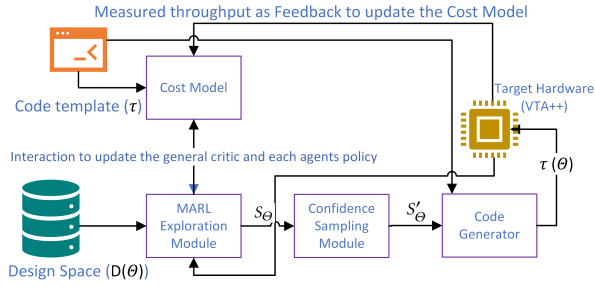 Measured throughput as Feedback to update the Cost Model
Cost Model
Code template (τ)
Target Hardware
(VTA++)
Interaction to update the general critic and each agents policy
τ (Θ)
MARL
Exploration
Module
S_Θ
Confidence
Sampling
Module
S′_Θ
Code
Generator
Design Space (D(Θ))